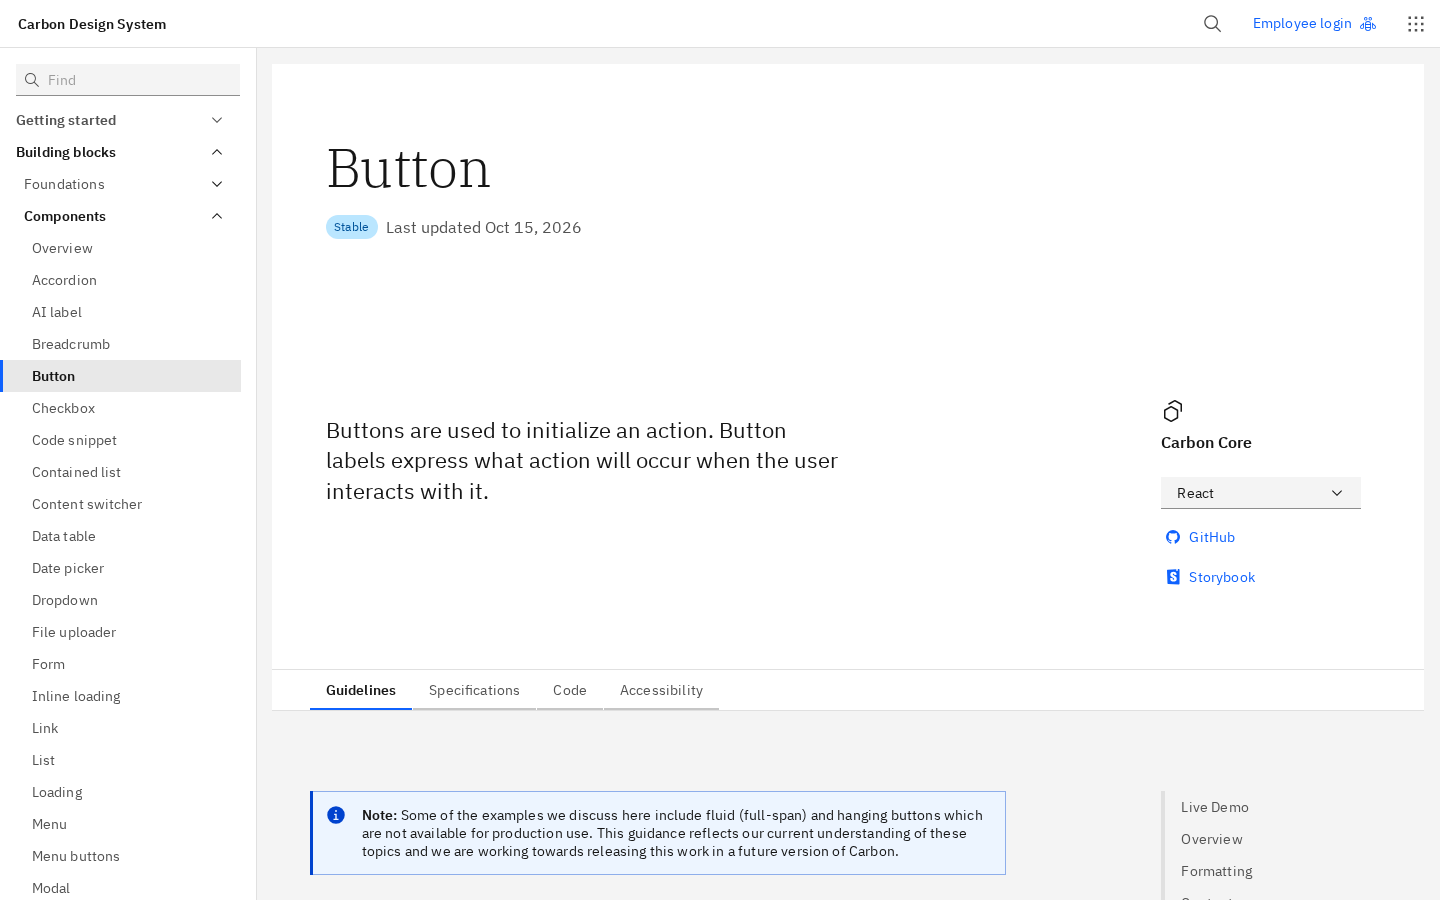 Carbon Design System
Employee login
Find
Getting started
Building blocks
Foundations
Components
Overview
Accordion
AI label
Breadcrumb
Button
Checkbox
Code snippet
Contained list
Content switcher
Data table
Date picker
Dropdown
File uploader
Form
Inline loading
Link
List
Loading
Menu
Menu buttons
Modal
Button
Stable
Last updated Oct 15, 2026
Buttons are used to initialize an action. Button
labels express what action will occur when the user
interacts with it.
Carbon Core
React
GitHub
Storybook
Guidelines
Specifications
Code
Accessibility
Note: Some of the examples we discuss here include fluid (full-span) and hanging buttons which
are not available for production use. This guidance reflects our current understanding of these
topics and we are working towards releasing this work in a future version of Carbon.
Live Demo
Overview
Formatting